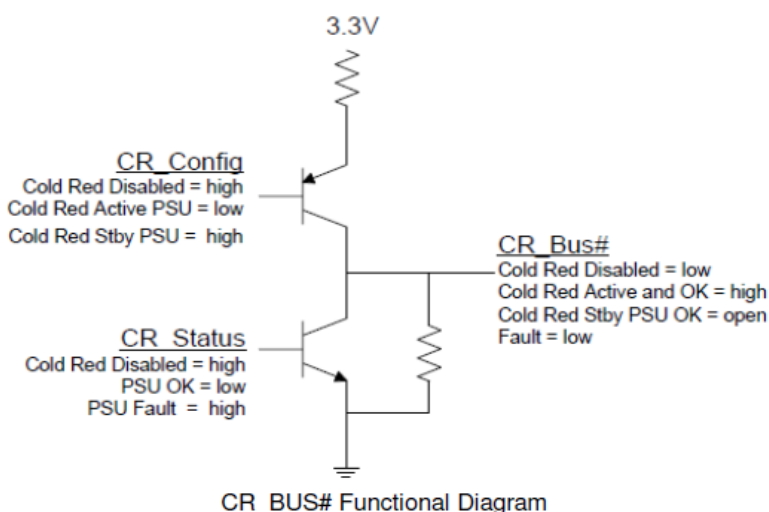 3.3V
CR_Config
Cold Red Disabled = high
Cold Red Active PSU = low
Cold Red Stby PSU = high
CR_Bus#
Cold Red Disabled = low
Cold Red Active and OK = high
Cold Red Stby PSU OK = open
Fault = low
CR_Status
Cold Red Disabled = high
PSU OK = low
PSU Fault = high
CR_BUS# Functional Diagram